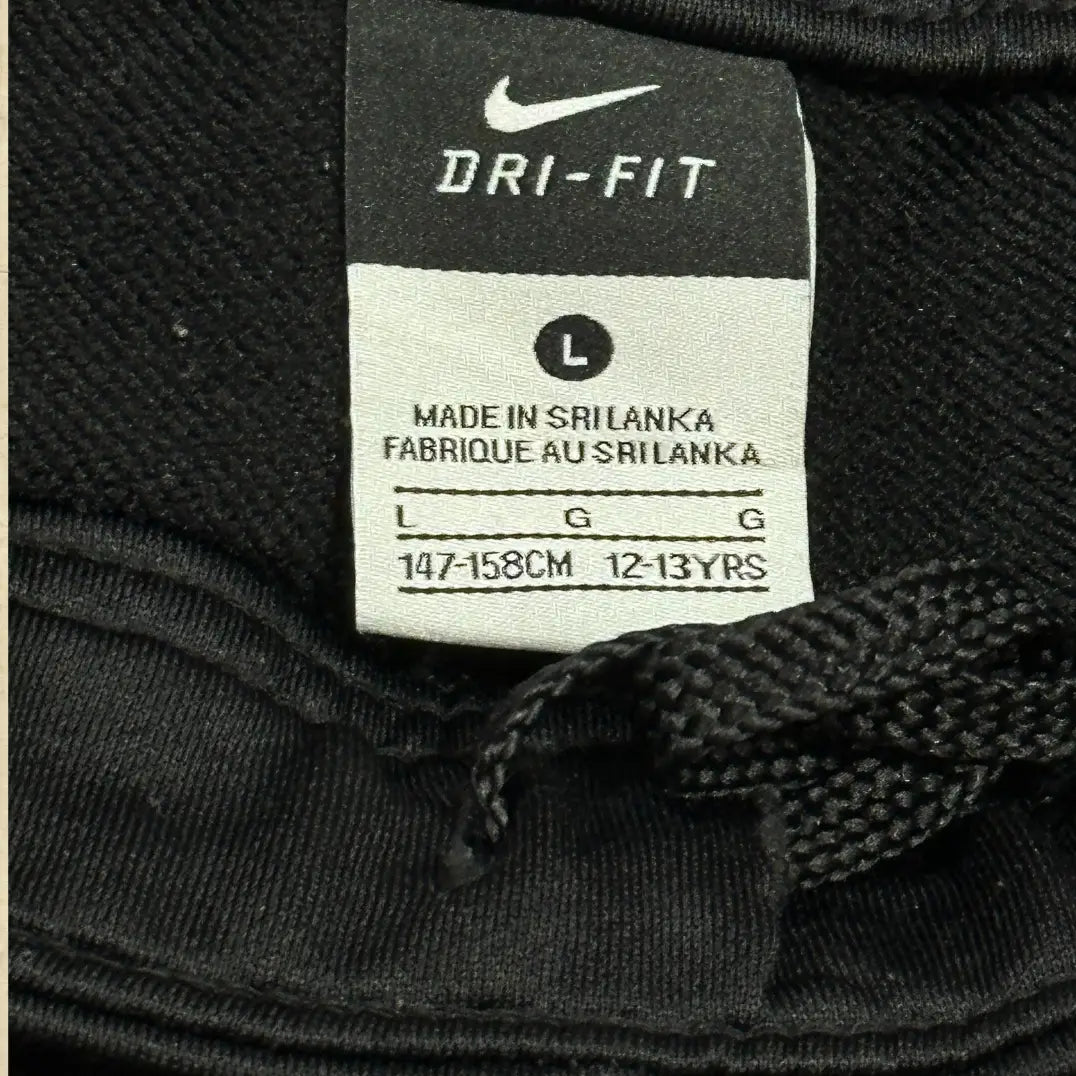 DRI-FIT
L
MADE IN SRI LANKA
FABRIQUE AU SRI LANKA
L G G
147-158CM 12-13YRS